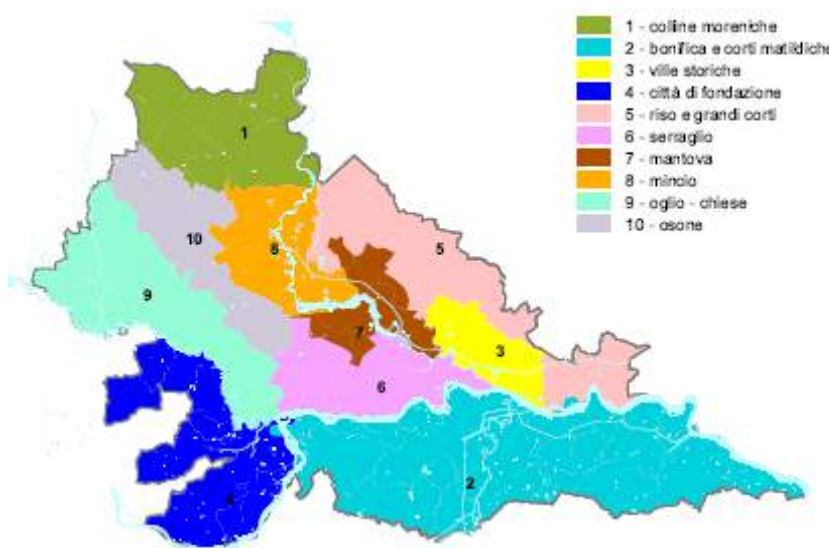 1 - colline moreniche
2 - bonifica e corti matildiche
3 - ville storiche
4 - città di fondazione
5 - riso e grandi corti
6 - serraglio
7 - mantova
8 - mincio
9 - oglio - chiese
10 - osone
1
10
8
5
9
7
3
6
4
2